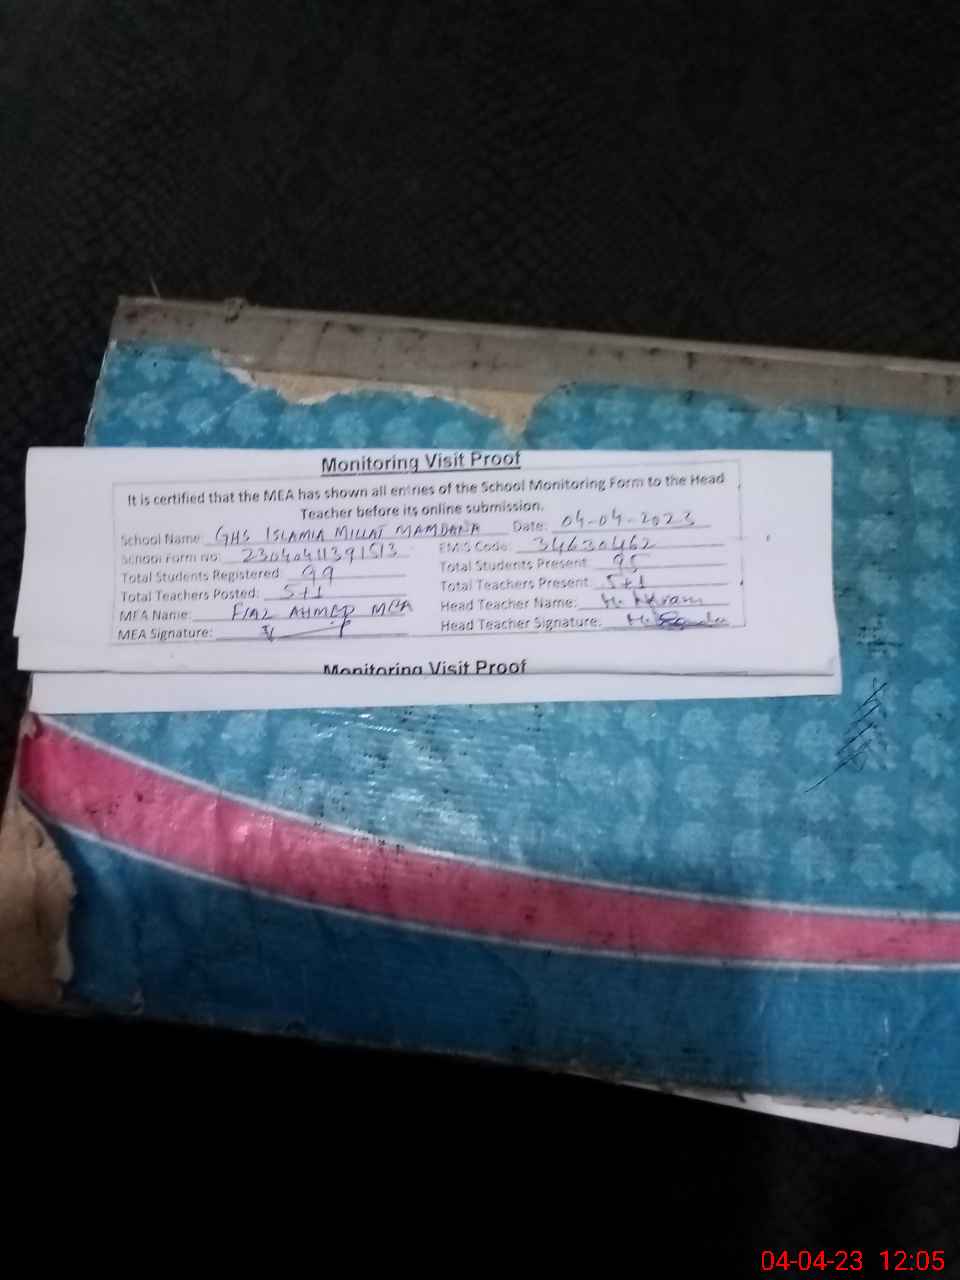 Monitoring Visit Proof
It is certified that the MEA has shown all entries of the School Monitoring Form to the Head
Teacher before its online submission.
School Name: GHS ISLAMIA MILLAT MAMDANA Date: 04-04-2023
School Form No: 23040411391513 EMIS Code: 34630462
Total Students Registered: 99 Total Students Present: 95
Total Teachers Posted: 5+1 Total Teachers Present: 5+1
MEA Name: FIAZ AHMED MEA Head Teacher Name: M. Akram
MEA Signature: Head Teacher Signature:
Monitoring Visit Proof
04-04-23 12:05